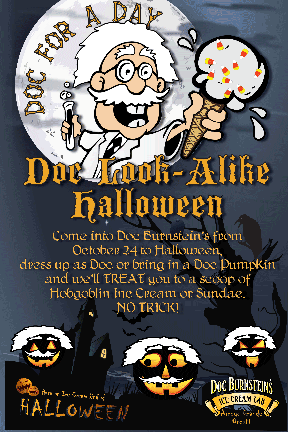 DOC FOR A DAY
Doc Look-Alike
Halloween
Come into Doc Burnstein's from
October 24 to Halloween,
dress up as Doc or bring in a Doc Pumpkin
and we'll TREAT you to a scoop of
Hobgoblin Ice Cream or Sundae.
NO TRICK!
HALLOWEEN
DOC BURNSTEIN'S
ICE CREAM LAB